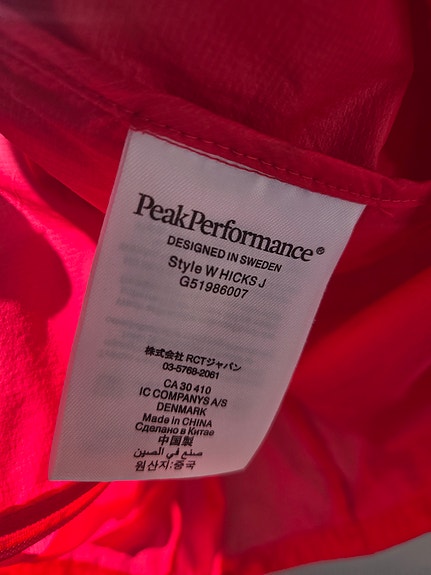 PeakPerformance®
DESIGNED IN SWEDEN
Style W HICKS J
G51986007
株式会社 RCTジャパン
03-5768-2061
CA 30 410
IC COMPANYS A/S
DENMARK
Made in CHINA
Сделано в Китае
中国製
صنع في الصين
원산지:중국